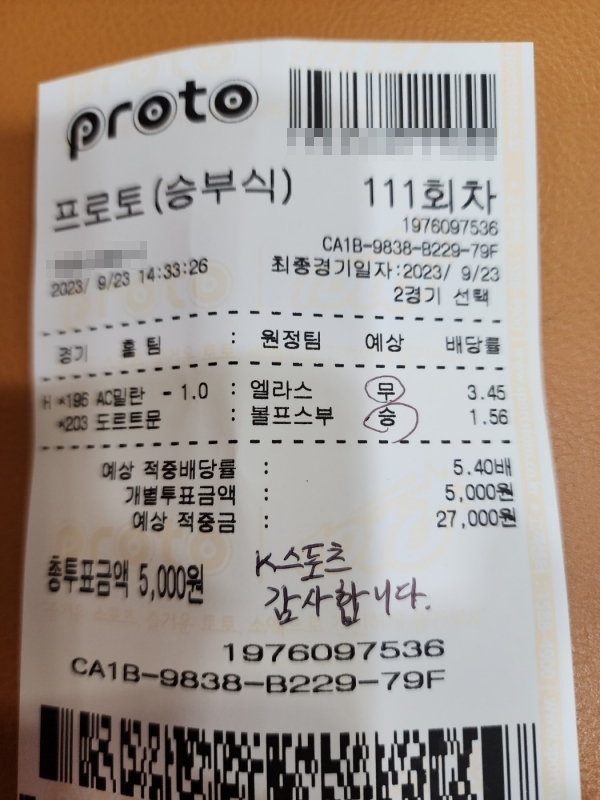 proto
프로토(승부식) 111회차
1976097536
CA1B-9838-B229-79F
2023/ 9/23 14:33:26 최종경기일자:2023/ 9/23
2경기 선택
경기 홈 팀 : 원정팀 예상 배당률
H *196 AC밀란 - 1.0 : 엘라스 무 3.45
*203 도르트문 : 볼프스부 승 1.56
예상 적중배당률 : 5.40배
개별투표금액 : 5,000원
예상 적중금 : 27,000원
총투표금액 5,000원
K스포츠
감사합니다.
1976097536
CA1B-9838-B229-79F